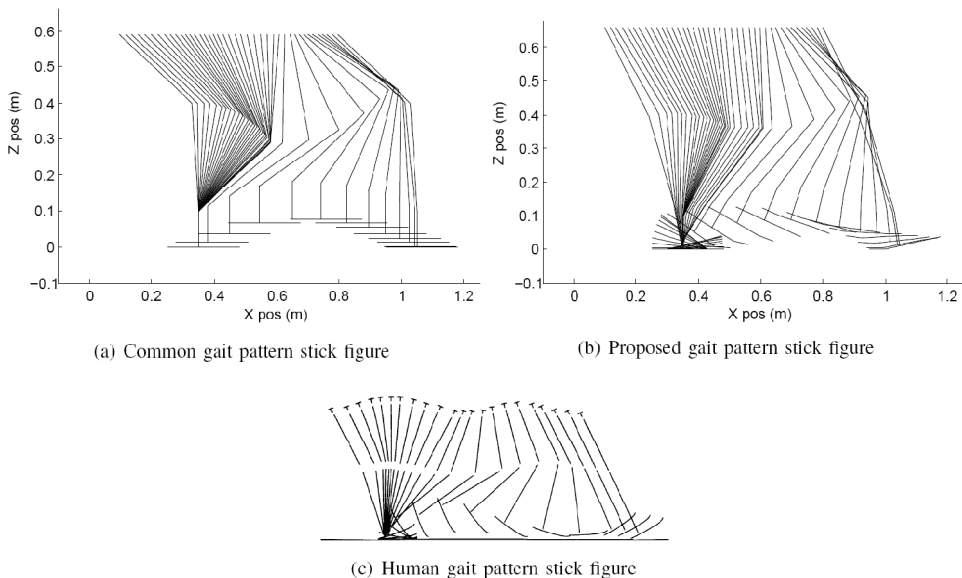 0.6
0.5
0.4
0.3
0.2
0.1
0
−0.1
Z pos (m)
0 0.2 0.4 0.6 0.8 1 1.2
X pos (m)
(a) Common gait pattern stick figure
0.6
0.5
0.4
0.3
0.2
0.1
0
−0.1
Z pos (m)
0 0.2 0.4 0.6 0.8 1 1.2
X pos (m)
(b) Proposed gait pattern stick figure
(c) Human gait pattern stick figure